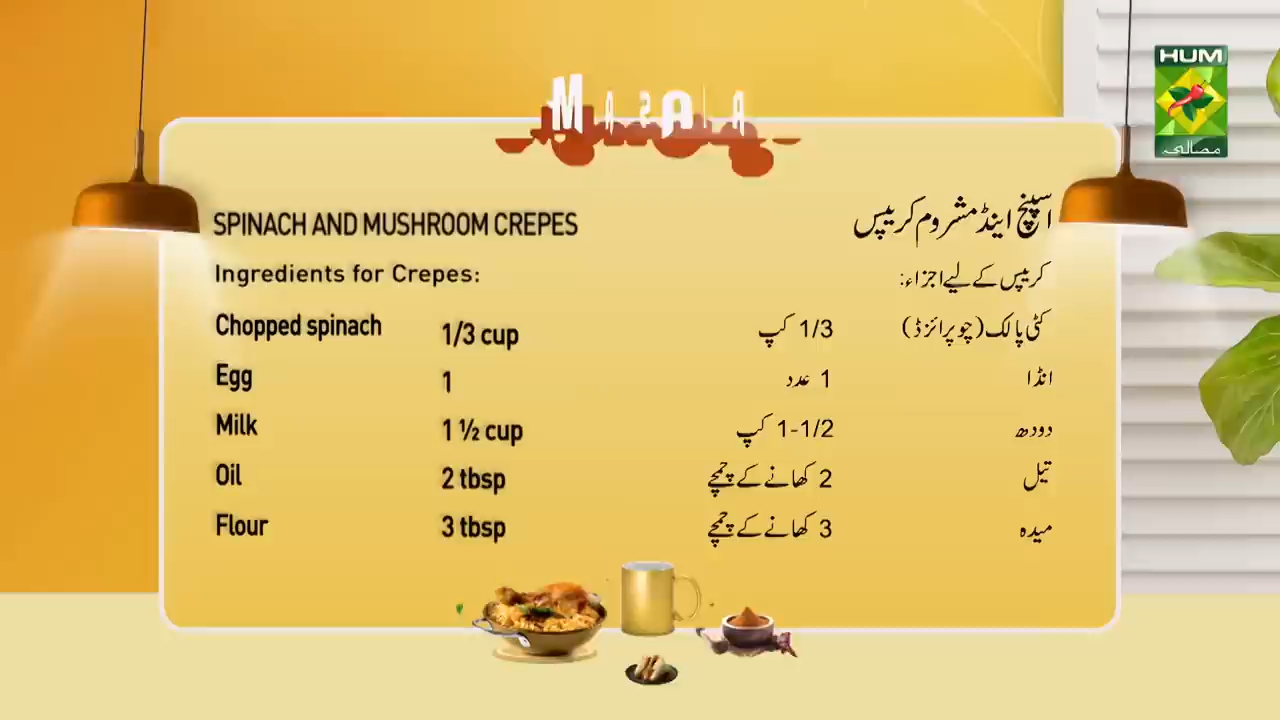 MASALA
HUM
مصالحہ
SPINACH AND MUSHROOM CREPES اسپنچ اینڈ مشروم کریپس
Ingredients for Crepes: کریپس کے لیے اجزاء:
Chopped spinach 1/3 cup کٹی پالک (چوپرائزڈ) 1/3 کپ
Egg 1 انڈا 1 عدد
Milk 1 ½ cup دودھ 1-1/2 کپ
Oil 2 tbsp تیل 2 کھانے کے چمچے
Flour 3 tbsp میدہ 3 کھانے کے چمچے